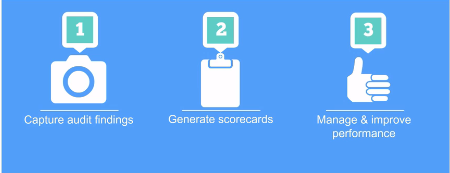 1
2
3
Capture audit findings
Generate scorecards
Manage & improve
performance